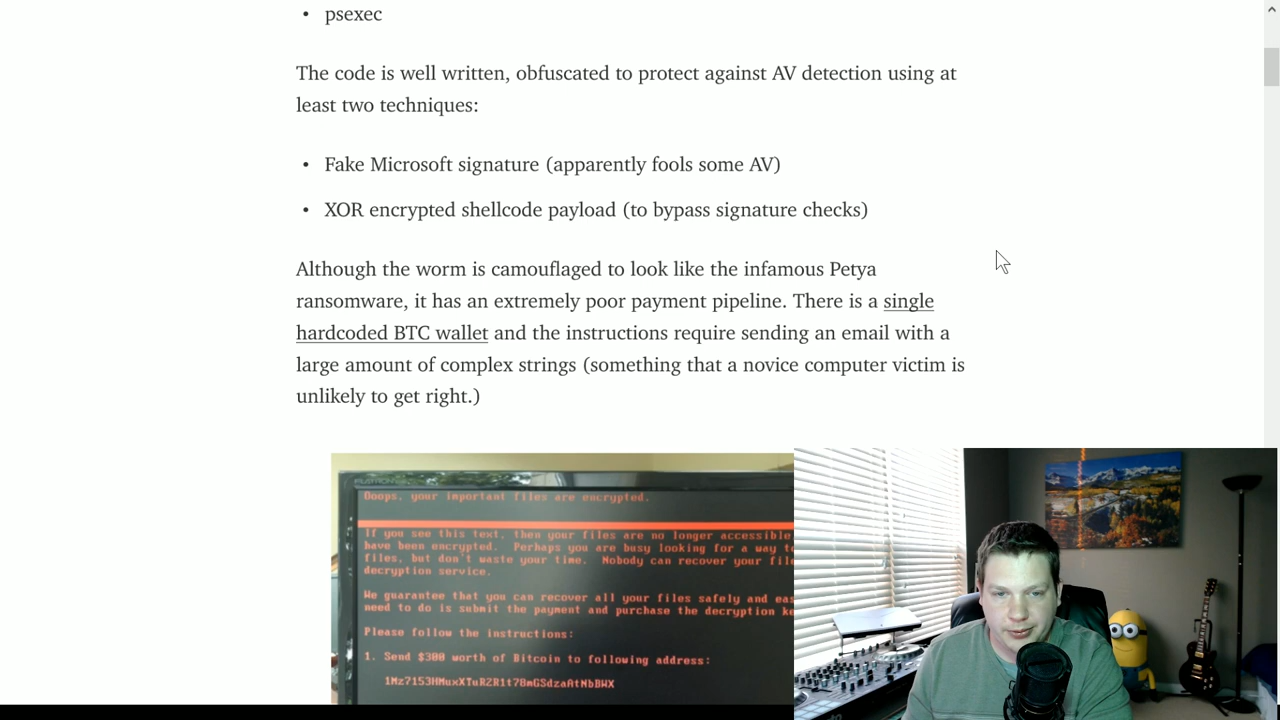 psexec
The code is well written, obfuscated to protect against AV detection using at
least two techniques:
Fake Microsoft signature (apparently fools some AV)
XOR encrypted shellcode payload (to bypass signature checks)
Although the worm is camouflaged to look like the infamous Petya
ransomware, it has an extremely poor payment pipeline. There is a single
hardcoded BTC wallet and the instructions require sending an email with a
large amount of complex strings (something that a novice computer victim is
unlikely to get right.)
Ooops, your important files are encrypted.
If you see this text, then your files are no longer accessible
have been encrypted. Perhaps you are busy looking for a way
files, but don't waste your time. Nobody can recover your
decryption service.
We guarantee that you can recover all your files safely and
need to do is submit the payment and purchase the decryption
Please follow the instructions:
1. Send $300 worth of Bitcoin to following address:
1Mz7153HMuxXTuR2R1t78mGSdzaAtNbBWX